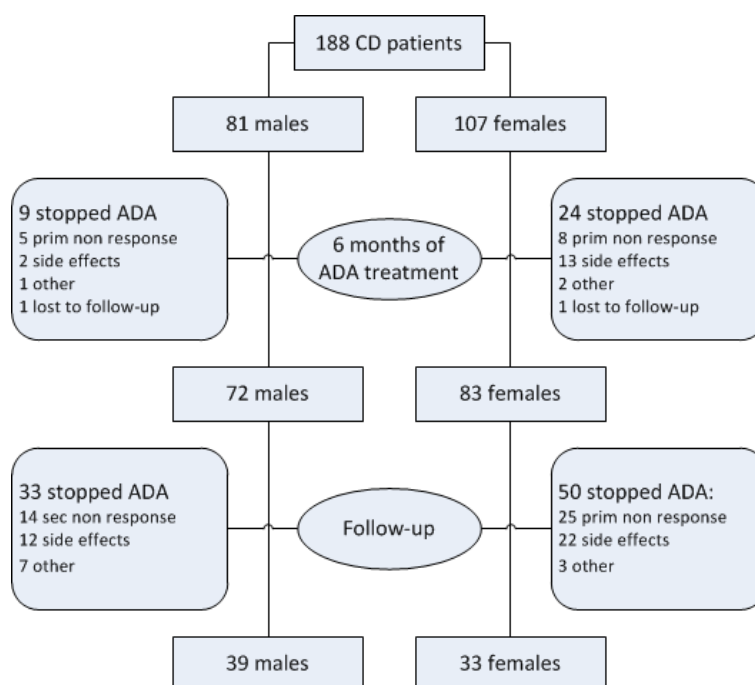 188 CD patients
81 males
107 females
9 stopped ADA
5 prim non response
2 side effects
1 other
1 lost to follow-up
6 months of
ADA treatment
24 stopped ADA
8 prim non response
13 side effects
2 other
1 lost to follow-up
72 males
83 females
33 stopped ADA
14 sec non response
12 side effects
7 other
Follow-up
50 stopped ADA:
25 prim non response
22 side effects
3 other
39 males
33 females